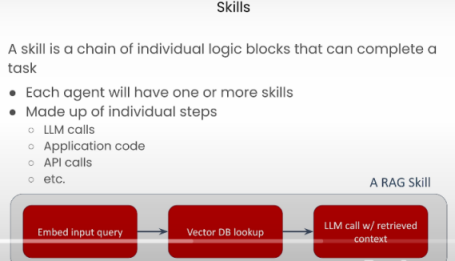 Skills
A skill is a chain of individual logic blocks that can complete a
task
● Each agent will have one or more skills
● Made up of individual steps
○ LLM calls
○ Application code
○ API calls
○ etc.
A RAG Skill
Embed input query
Vector DB lookup
LLM call w/ retrieved
context